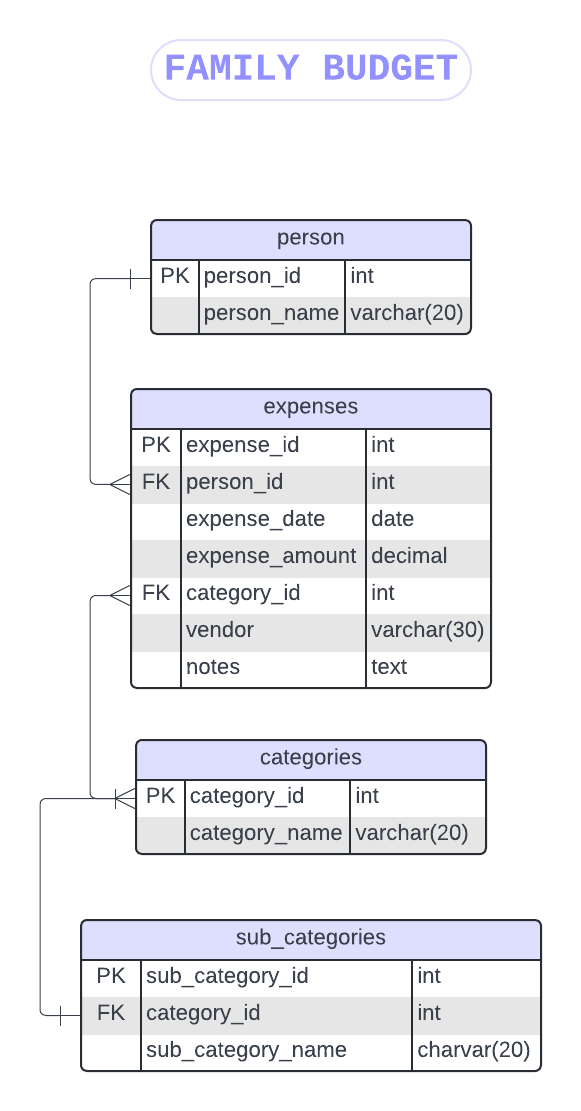 FAMILY BUDGET
person
PK person_id int
person_name varchar(20)
expenses
PK expense_id int
FK person_id int
expense_date date
expense_amount decimal
FK category_id int
vendor varchar(30)
notes text
categories
PK category_id int
category_name varchar(20)
sub_categories
PK sub_category_id int
FK category_id int
sub_category_name charvar(20)